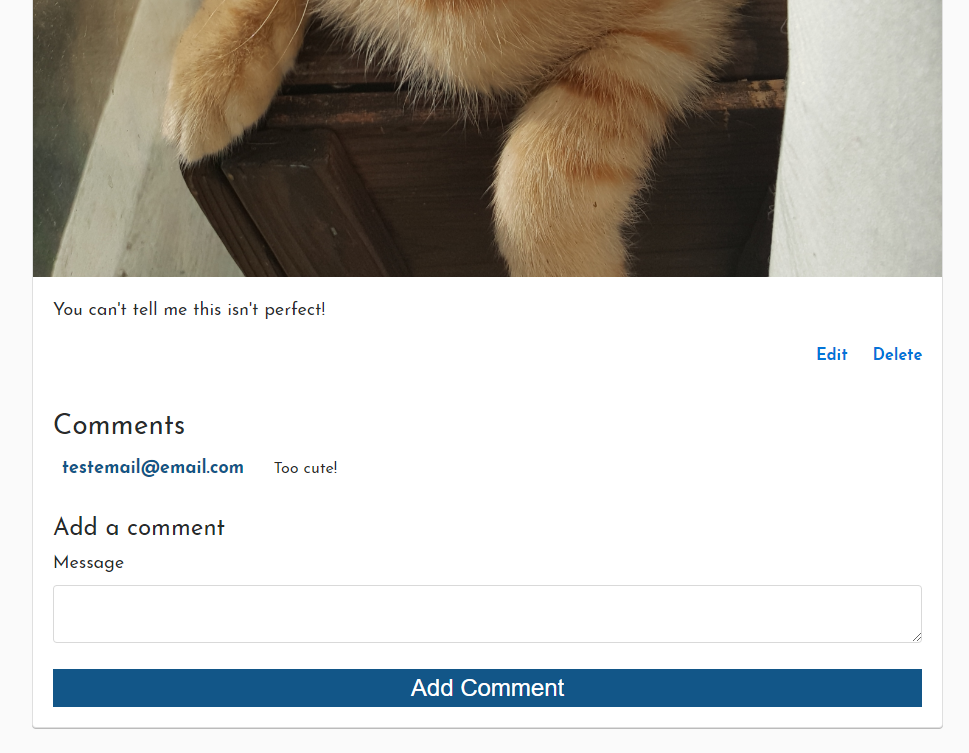 You can't tell me this isn't perfect!
Edit Delete
Comments
testemail@email.com Too cute!
Add a comment
Message
Add Comment